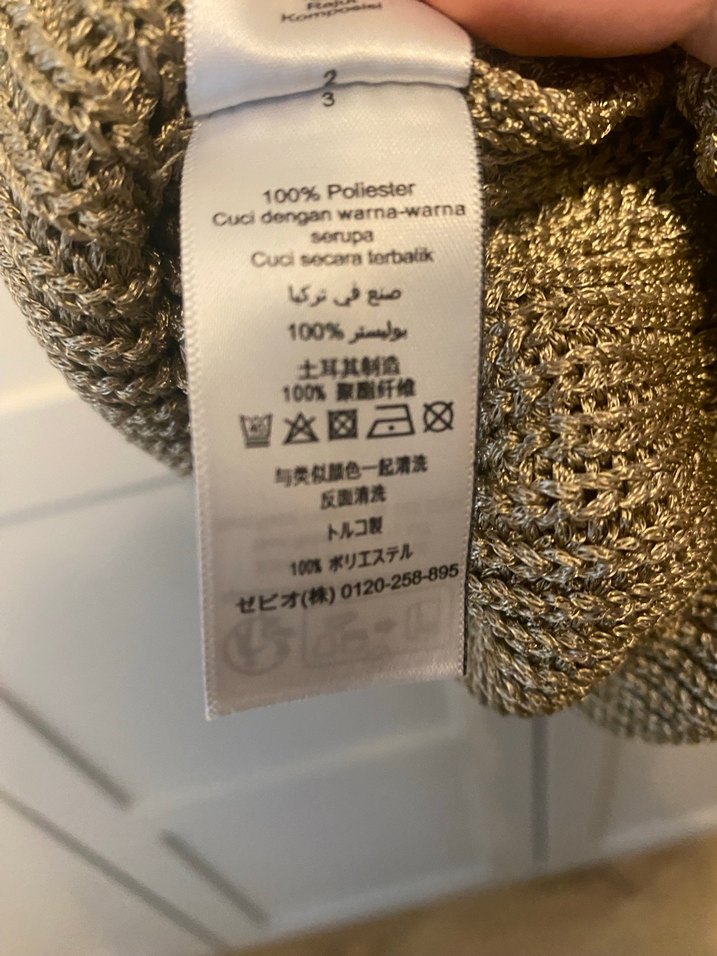 Rajut
Komposisi
2
3
100% Poliester
Cuci dengan warna-warna
serupa
Cuci secara terbalik
صنع في تركيا
100% بوليستر
土耳其制造
100% 聚酯纤维
与类似颜色一起清洗
反面清洗
トルコ製
100% ポリエステル
ゼビオ(株) 0120-258-895